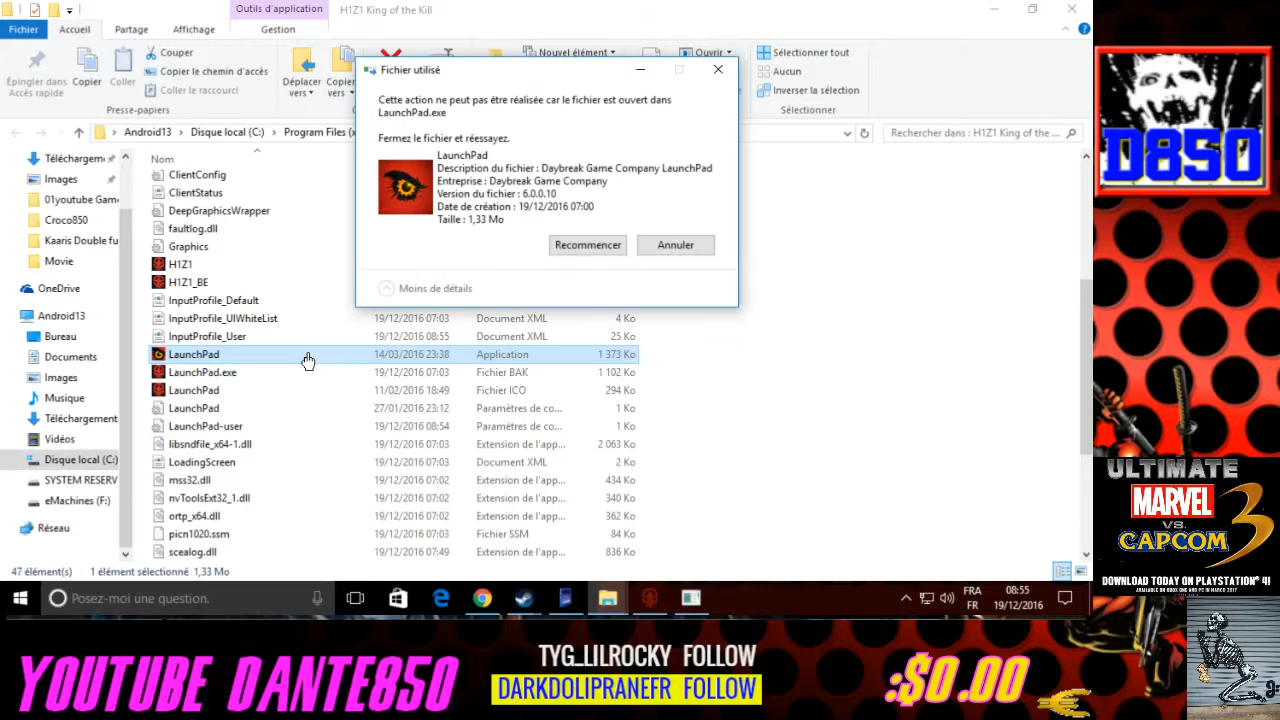 Outils d'application
H1Z1 King of the Kill
Fichier
Accueil
Partage
Affichage
Gestion
Épingler dans
Accès rapide
Copier
Coller
Couper
Copier le chemin d'accès
Coller le raccourci
Presse-papiers
Déplacer
vers
Copier
vers
Nouvel élément
Ouvrir
Sélectionner tout
Aucun
Inverser la sélection
Sélectionner
Android13
Disque local (C:)
Program Files (x
Rechercher dans : H1Z1 King of the ...
Téléchargem
Images
01youtube Game
Croco850
Kaaris Double fu
Movie
OneDrive
Android13
Bureau
Documents
Images
Musique
Téléchargement
Vidéos
Disque local (C:)
SYSTEM RESERV
eMachines (F:)
Réseau
Nom
ClientConfig
ClientStatus
DeepGraphicsWrapper
faultlog.dll
Graphics
H1Z1
H1Z1_BE
InputProfile_Default
InputProfile_UIWhiteList 19/12/2016 07:03 Document XML 4 Ko
InputProfile_User 19/12/2016 08:55 Document XML 25 Ko
LaunchPad 14/03/2016 23:38 Application 1 373 Ko
LaunchPad.exe 19/12/2016 07:03 Fichier BAK 1 102 Ko
LaunchPad 11/02/2016 18:49 Fichier ICO 294 Ko
LaunchPad 27/01/2016 23:12 Paramètres de co... 1 Ko
LaunchPad-user 19/12/2016 08:54 Paramètres de co... 1 Ko
libsndfile_x64-1.dll 19/12/2016 07:03 Extension de l'app... 2 063 Ko
LoadingScreen 19/12/2016 07:03 Document XML 2 Ko
mss32.dll 19/12/2016 07:02 Extension de l'app... 434 Ko
nvToolsExt32_1.dll 19/12/2016 07:02 Extension de l'app... 340 Ko
ortp_x64.dll 19/12/2016 07:02 Extension de l'app... 362 Ko
picn1020.ssm 19/12/2016 07:03 Fichier SSM 84 Ko
scealog.dll 19/12/2016 07:49 Extension de l'app... 836 Ko
47 élément(s) 1 élément sélectionné 1,33 Mo
Fichier utilisé
Cette action ne peut pas être réalisée car le fichier est ouvert dans
LaunchPad.exe
Fermez le fichier et réessayez.
LaunchPad
Description du fichier : Daybreak Game Company LaunchPad
Entreprise : Daybreak Game Company
Version du fichier : 6.0.0.10
Date de création : 19/12/2016 07:00
Taille : 1,33 Mo
Recommencer
Annuler
Moins de détails
Posez-moi une question.
FRA
FR
08:55
19/12/2016
D850
ULTIMATE
MARVEL
VS.
CAPCOM 3
DOWNLOAD TODAY ON PLAYSTATION®4!
AVAILABLE ON XBOX ONE AND PC IN MARCH 2017
YOUTUBE DANTE850
TYG_LILROCKY FOLLOW
DARKDOLIPRANEFR FOLLOW
:$0.00